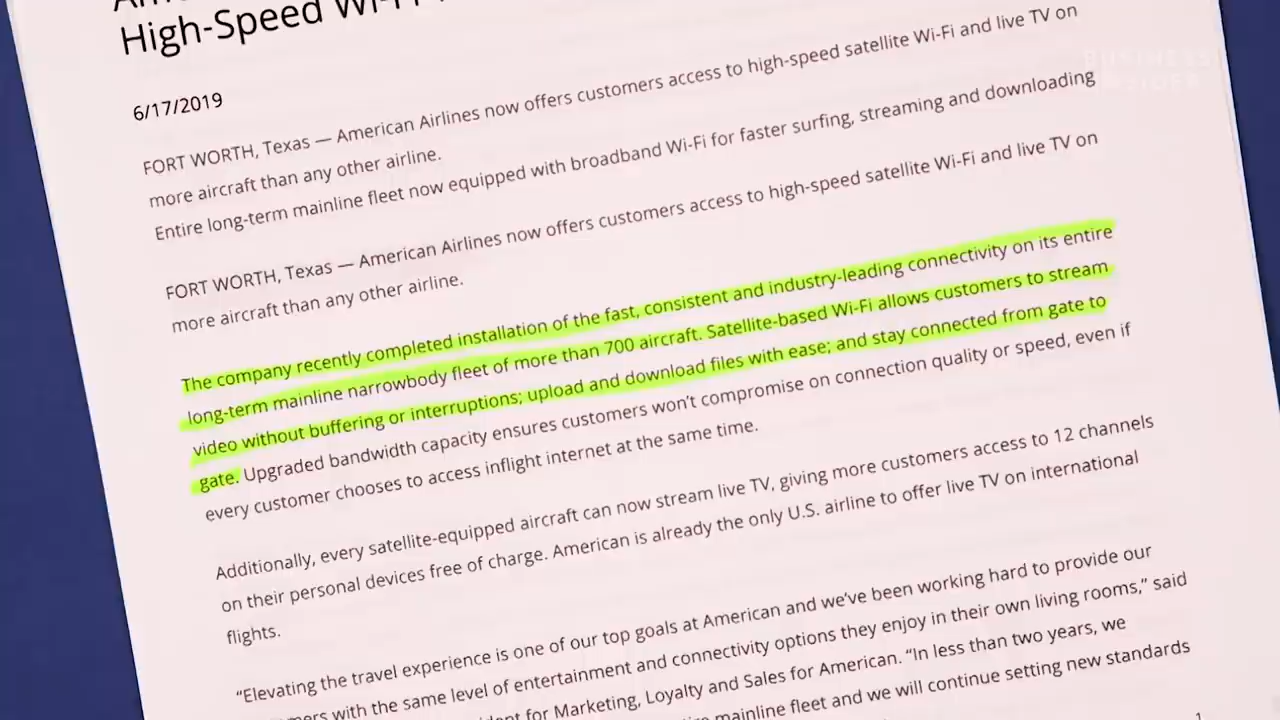 High-Speed Wi-Fi
6/17/2019
FORT WORTH, Texas — American Airlines now offers customers access to high-speed satellite Wi-Fi and live TV on
more aircraft than any other airline.
Entire long-term mainline fleet now equipped with broadband Wi-Fi for faster surfing, streaming and downloading
FORT WORTH, Texas — American Airlines now offers customers access to high-speed satellite Wi-Fi and live TV on
more aircraft than any other airline.
The company recently completed installation of the fast, consistent and industry-leading connectivity on its entire
long-term mainline narrowbody fleet of more than 700 aircraft. Satellite-based Wi-Fi allows customers to stream
video without buffering or interruptions; upload and download files with ease; and stay connected from gate to
gate. Upgraded bandwidth capacity ensures customers won’t compromise on connection quality or speed, even if
every customer chooses to access inflight internet at the same time.
Additionally, every satellite-equipped aircraft can now stream live TV, giving more customers access to 12 channels
on their personal devices free of charge. American is already the only U.S. airline to offer live TV on international
flights.
“Elevating the travel experience is one of our top goals at American and we’ve been working hard to provide our
with the same level of entertainment and connectivity options they enjoy in their own living rooms,” said
for Marketing, Loyalty and Sales for American. “In less than two years, we
mainline fleet and we will continue setting new standards
1
BUSINESS
INSIDER